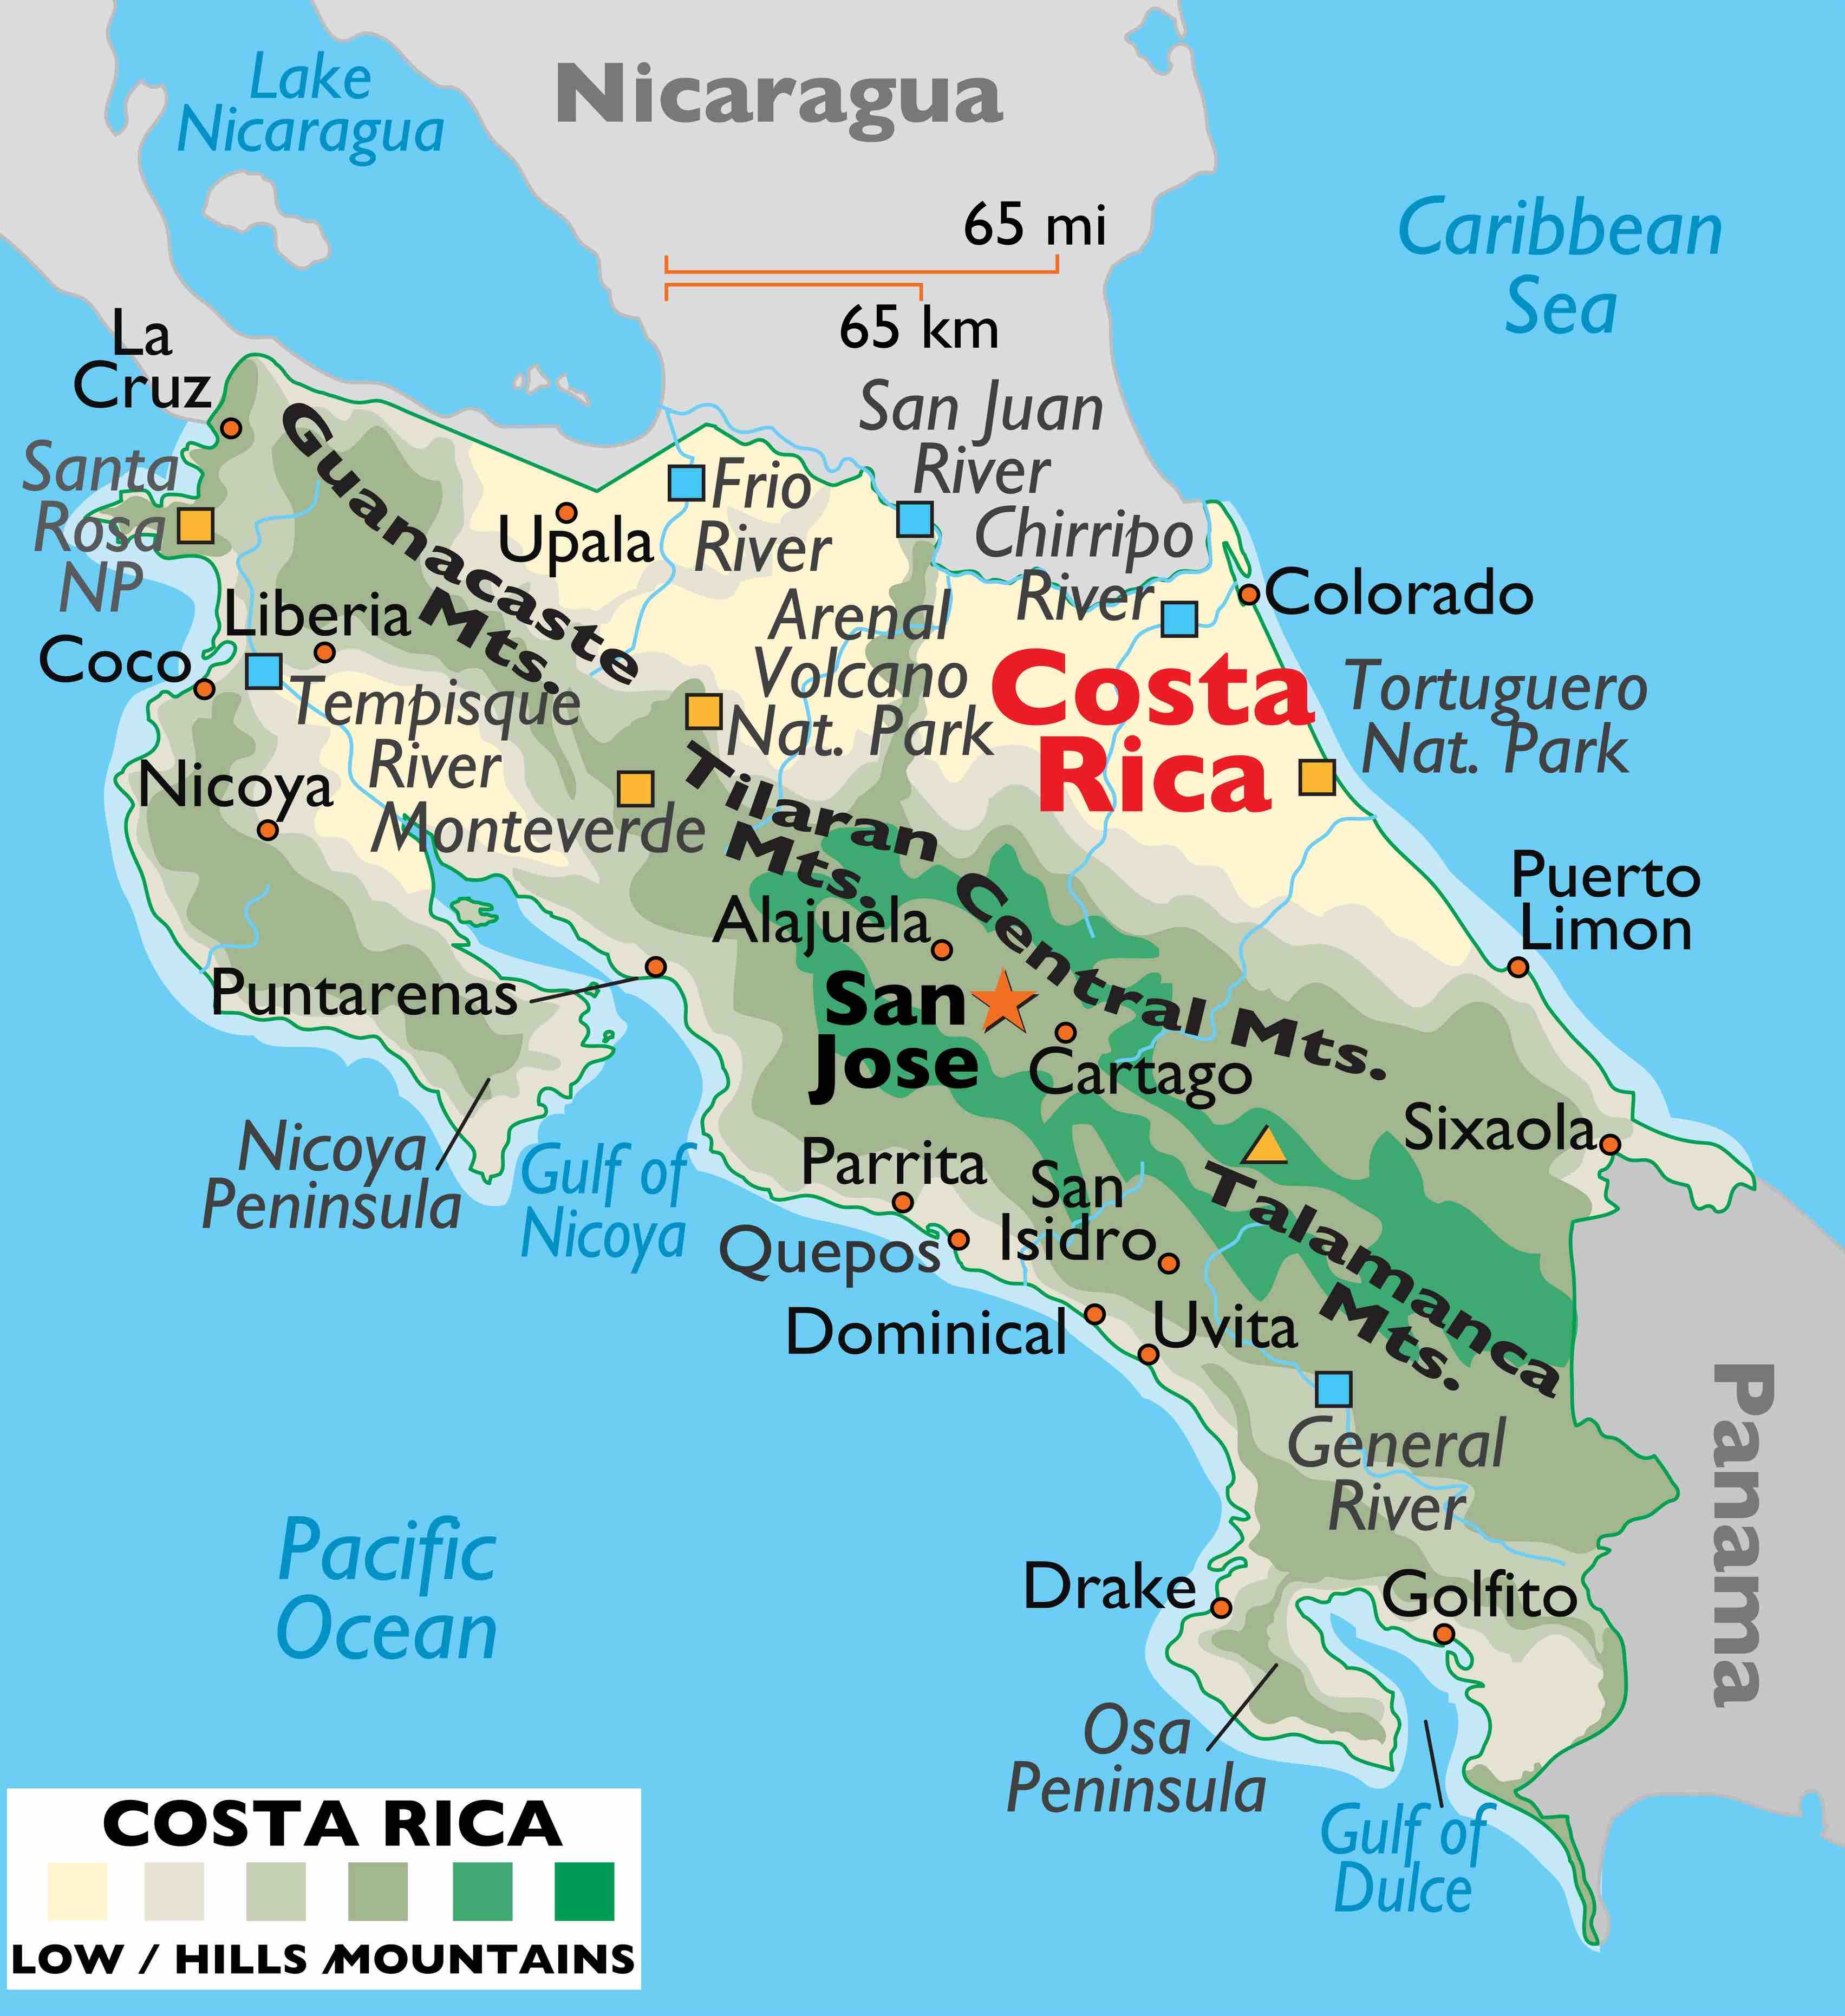 Lake
Nicaragua
Nicaragua
65 mi
65 km
Caribbean
Sea
La
Cruz
Santa
Rosa
NP
Guanacaste
Mts.
Upala
Frio
River
San Juan
River
Chirripo
River
Colorado
Liberia
Coco
Tempisque
River
Arenal
Volcano
Nat. Park
Costa
Rica
Tortuguero
Nat. Park
Nicoya
Monteverde
Tilaran
Mts.
Puerto
Limon
Alajuela
Central Mts.
Puntarenas
San
Jose
Cartago
Nicoya
Peninsula
Gulf of
Nicoya
Parrita
Quepos
San
Isidro
Sixaola
Talamanca
Mts.
Dominical
Uvita
General
River
Panama
Pacific
Ocean
Drake
Golfito
Osa
Peninsula
Gulf of
Dulce
COSTA RICA
LOW / HILLS /MOUNTAINS